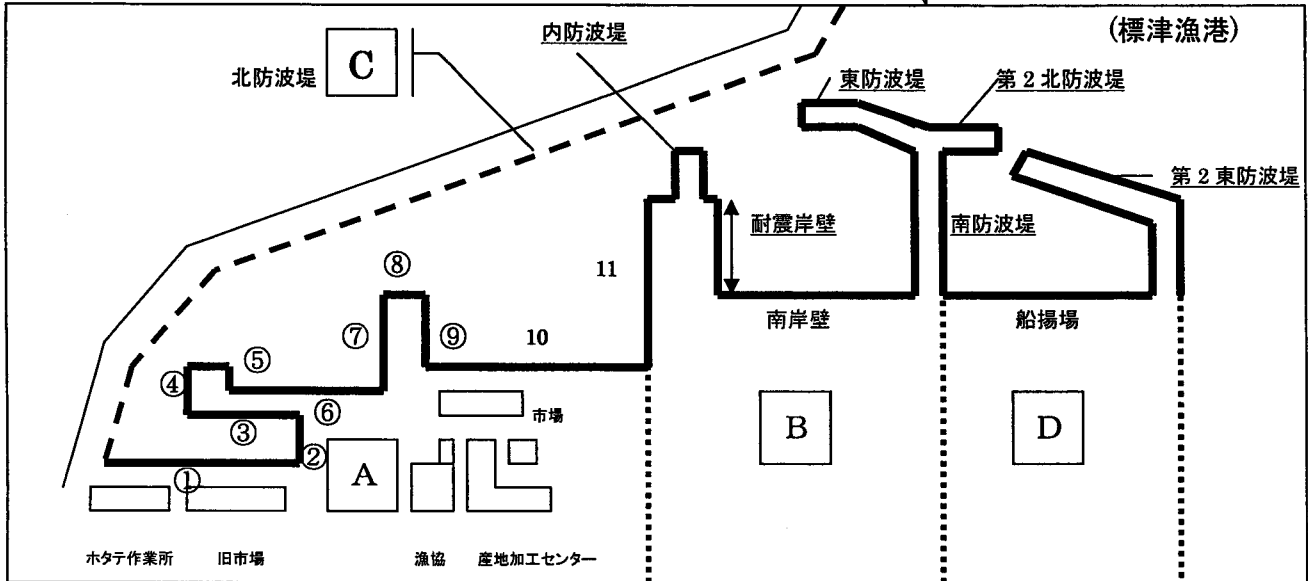 (標津漁港)
内防波堤
北防波堤
C
東防波堤
第2北防波堤
第2東防波堤
耐震岸壁
南防波堤
⑧
11
南岸壁
船揚場
⑦
⑨
10
⑤
④
⑥
③
②
①
市場
A
B
D
ホタテ作業所
旧市場
漁協
産地加工センター